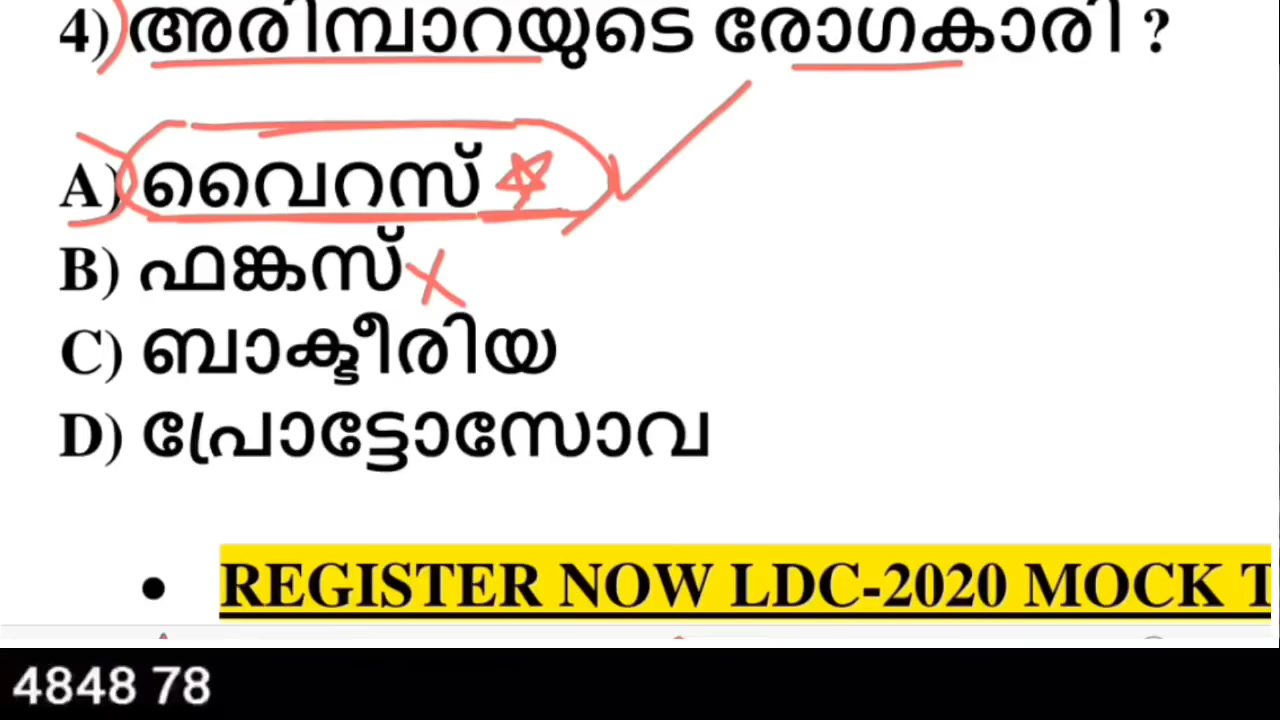 4) അരിമ്പാറയുടെ രോഗകാരി ?
A) വൈറസ്
B) ഫങ്കസ്
C) ബാക്ടീരിയ
D) പ്രോട്ടോസോവ
• REGISTER NOW LDC-2020 MOCK T
4848 78